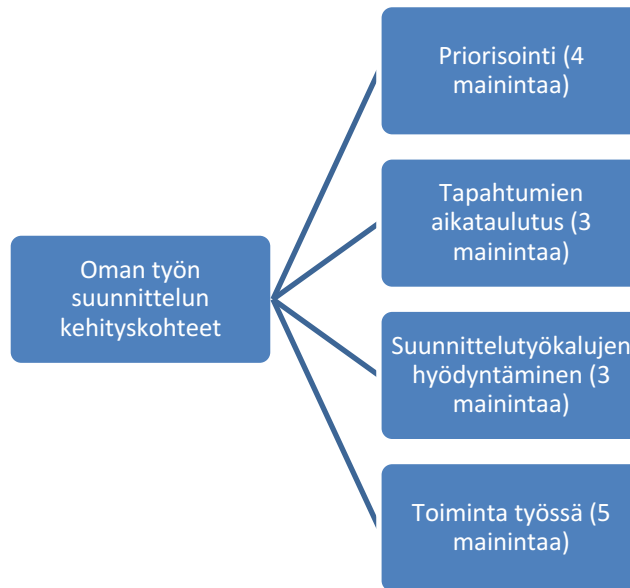 Oman työn
suunnittelun
kehityskohteet
Priorisointi (4
mainintaa)
Tapahtumien
aikataulutus (3
mainintaa)
Suunnittelutyökalujen
hyödyntäminen (3
mainintaa)
Toiminta työssä (5
mainintaa)